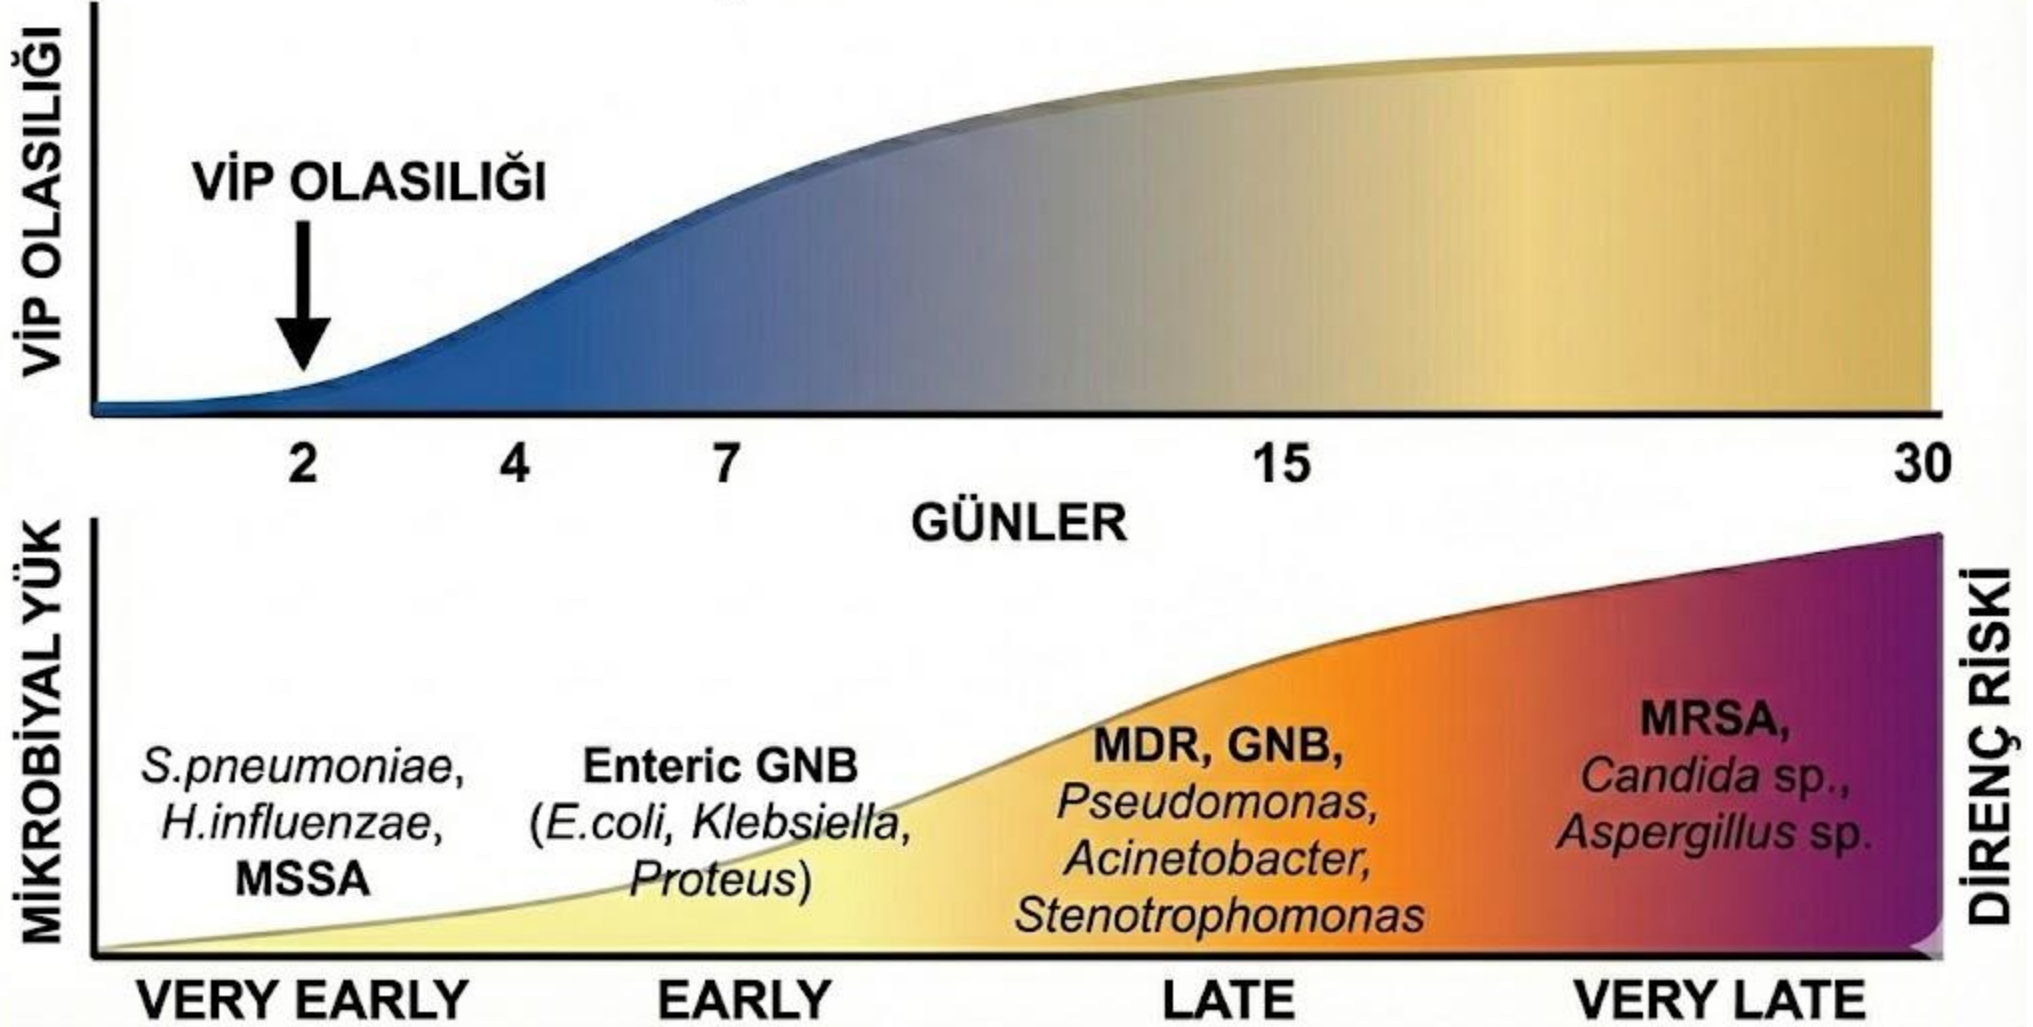 VİP OLASILIĞI
VİP OLASILIĞI
2 4 7 15 30
GÜNLER
MİKROBİYAL YÜK
DİRENÇ RİSKİ
S.pneumoniae,
H.influenzae,
MSSA
Enteric GNB
(E.coli, Klebsiella,
Proteus)
MDR, GNB,
Pseudomonas,
Acinetobacter,
Stenotrophomonas
MRSA,
Candida sp.,
Aspergillus sp.
VERY EARLY EARLY LATE VERY LATE